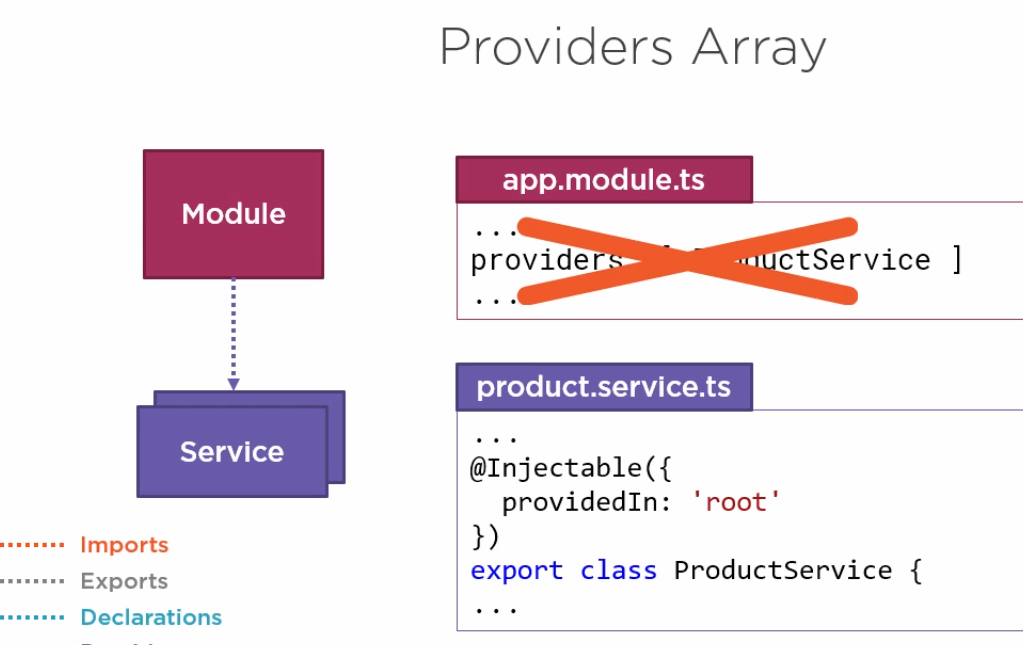 Providers Array
Module
Service
Imports
Exports
Declarations
app.module.ts
...
providers ProductService ]
...
product.service.ts
...
@Injectable({
providedIn: 'root'
})
export class ProductService {
...